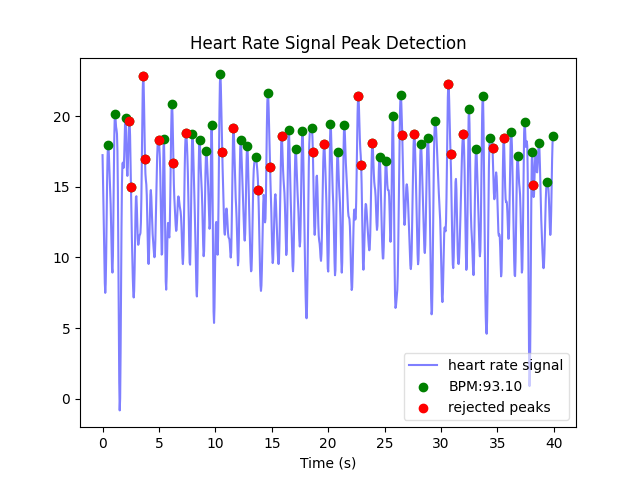 Heart Rate Signal Peak Detection
20
15
10
5
0
heart rate signal
BPM:93.10
rejected peaks
0 5 10 15 20 25 30 35 40
Time (s)